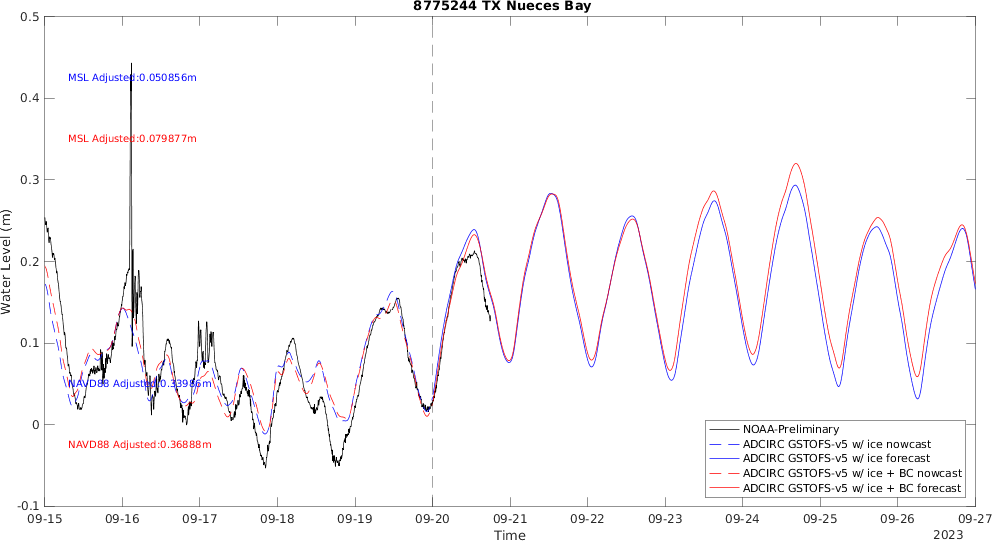 8775244 TX Nueces Bay
0.5
0.4
0.3
0.2
0.1
0
-0.1
Water Level (m)
MSL Adjusted:0.050856m
MSL Adjusted:0.079877m
NAVD88 Adjusted:0.33986m
NAVD88 Adjusted:0.36888m
NOAA-Preliminary
ADCIRC GSTOFS-v5 w/ ice nowcast
ADCIRC GSTOFS-v5 w/ ice forecast
ADCIRC GSTOFS-v5 w/ ice + BC nowcast
ADCIRC GSTOFS-v5 w/ ice + BC forecast
09-15 09-16 09-17 09-18 09-19 09-20 09-21 09-22 09-23 09-24 09-25 09-26 09-27
Time
2023